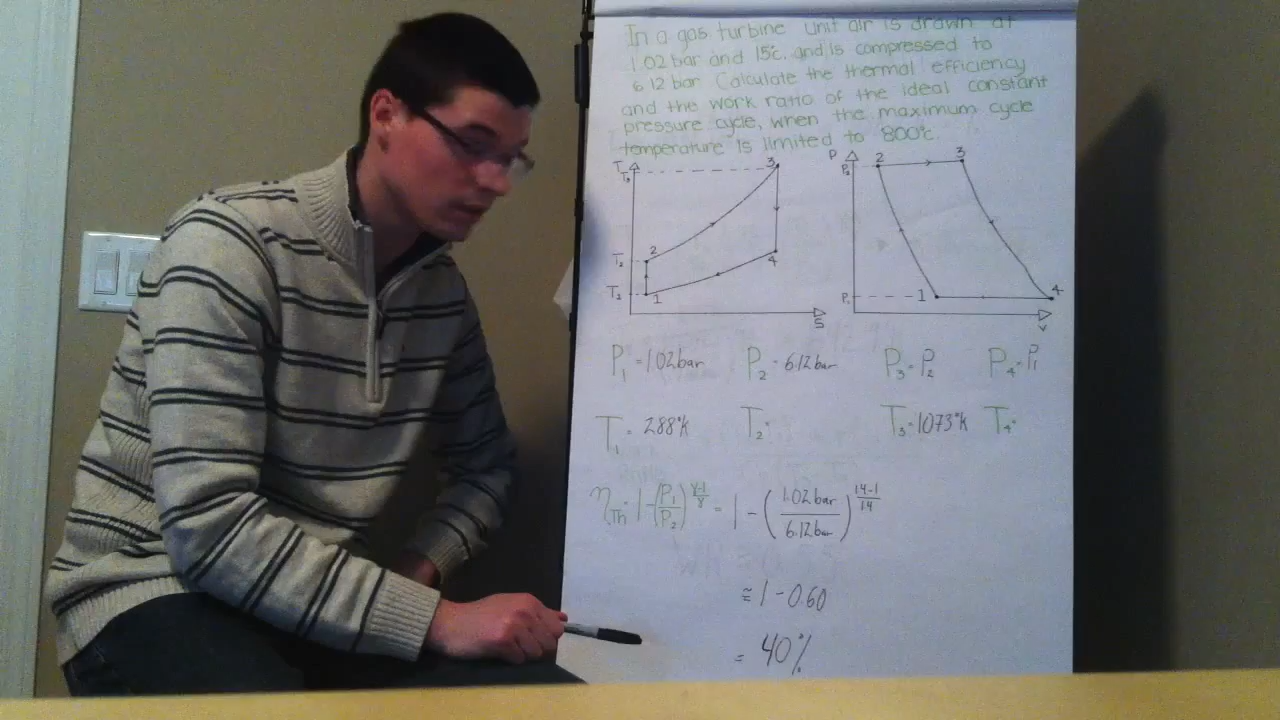 In a gas turbine unit air is drawn at
1.02 bar and 15°C. and is compressed to
6.12 bar Calculate the thermal efficiency
and the work ratio of the ideal constant
pressure cycle, when the maximum cycle
temperature is limited to 800°C.
T 3 P 2 3
T₃ P₂
2
T₂ 4
T₂ 1 P₁ 1 4
S V
P₁ = 1.02 bar P₂ = 6.12 bar P₃ = P₂ P₄ = P₁
T₁ = 288°K T₂ = T₃ = 1073°K T₄ =
η Th = 1 - (P₁/P₂)^(γ-1/γ) = 1 - (1.02 bar/6.12 bar)^(1.4-1/1.4)
≅ 1 - 0.60
= 40%